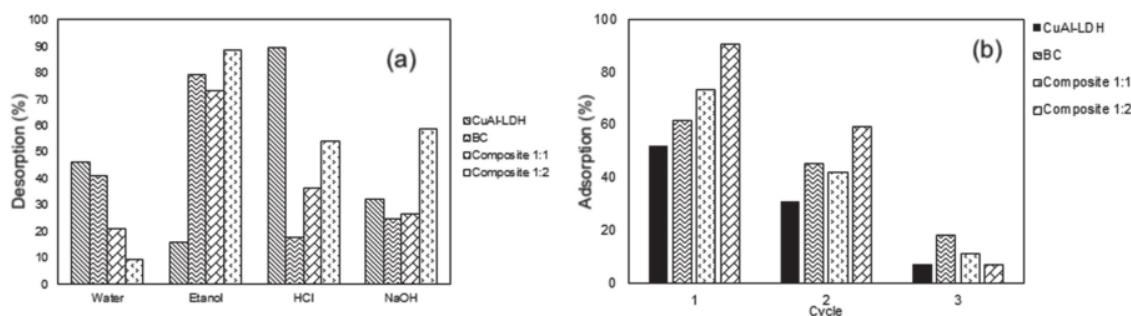 100
90
80
70
60
50
40
30
20
10
0
Desorption (%)
(a)
Water Etanol HCl NaOH
CuAl-LDH
BC
Composite 1:1
Composite 1:2
100
80
60
40
20
0
Adsorption (%)
(b)
1 2 3
Cycle
CuAl-LDH
BC
Composite 1:1
Composite 1:2